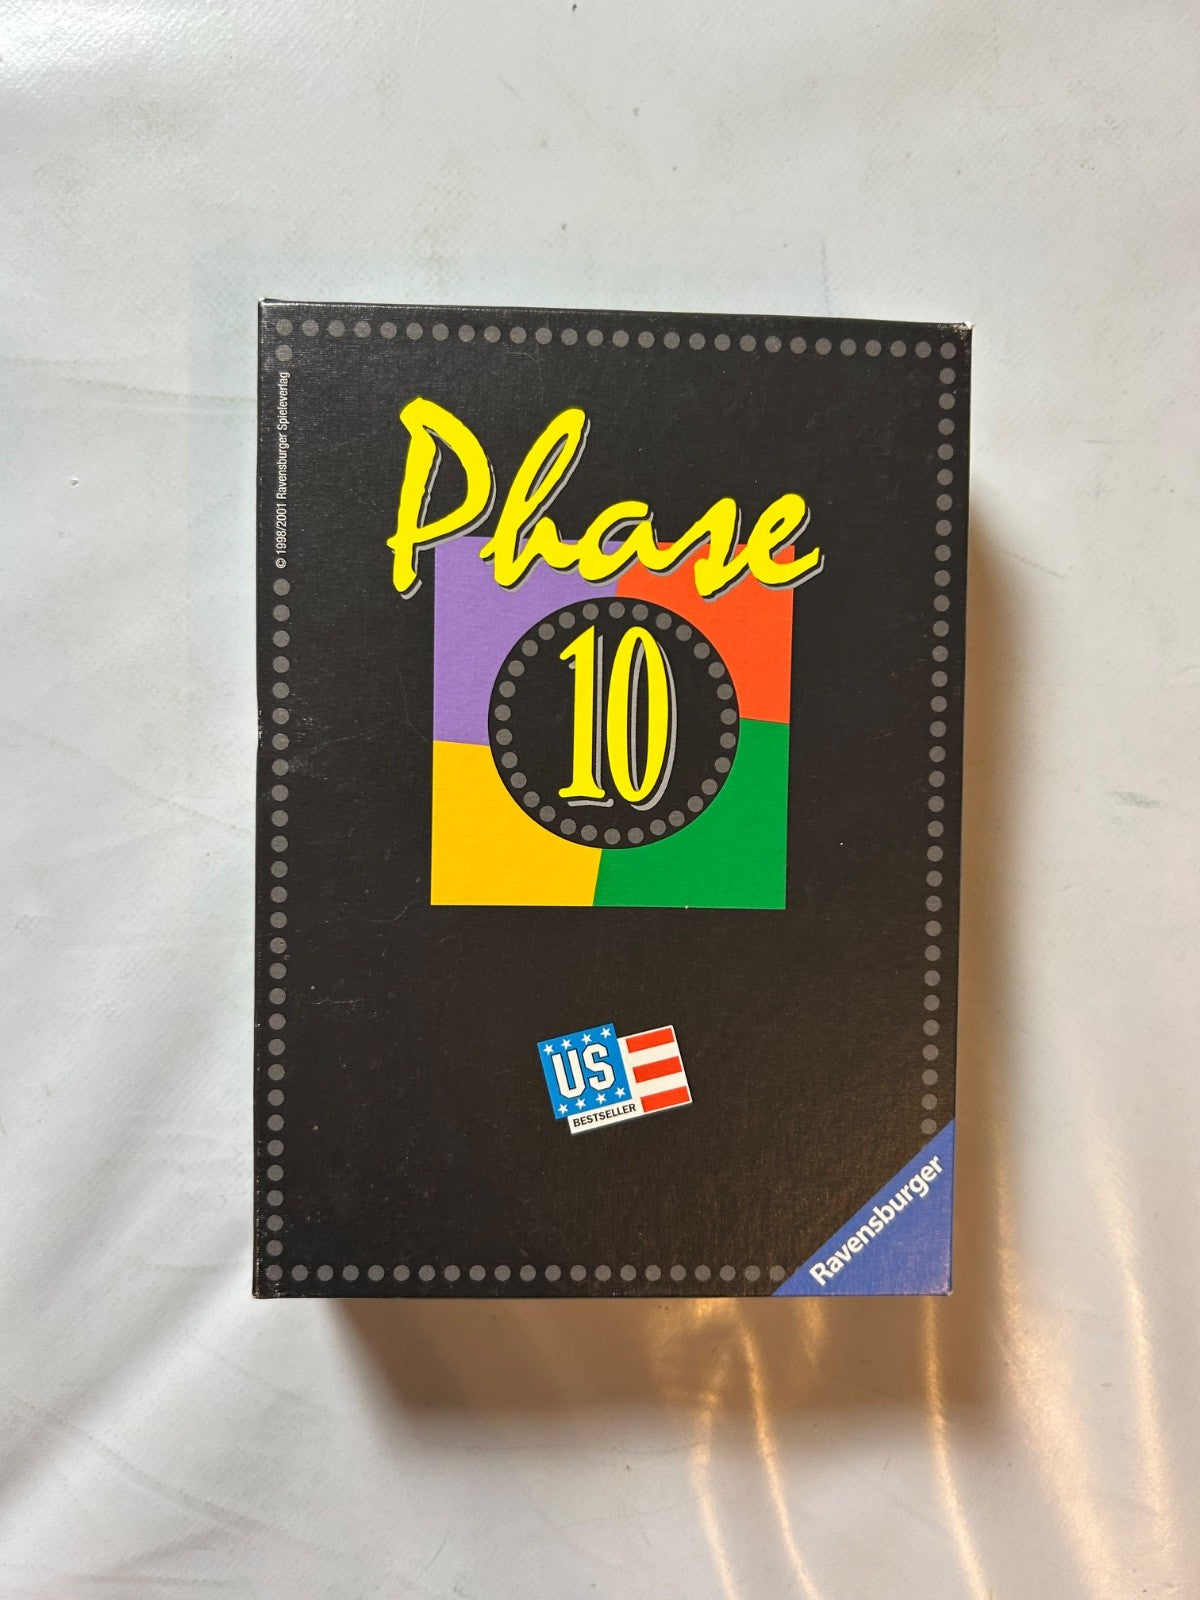 © 1998/2001 Ravensburger Spieleverlag
Phase
10
US
BESTSELLER
Ravensburger